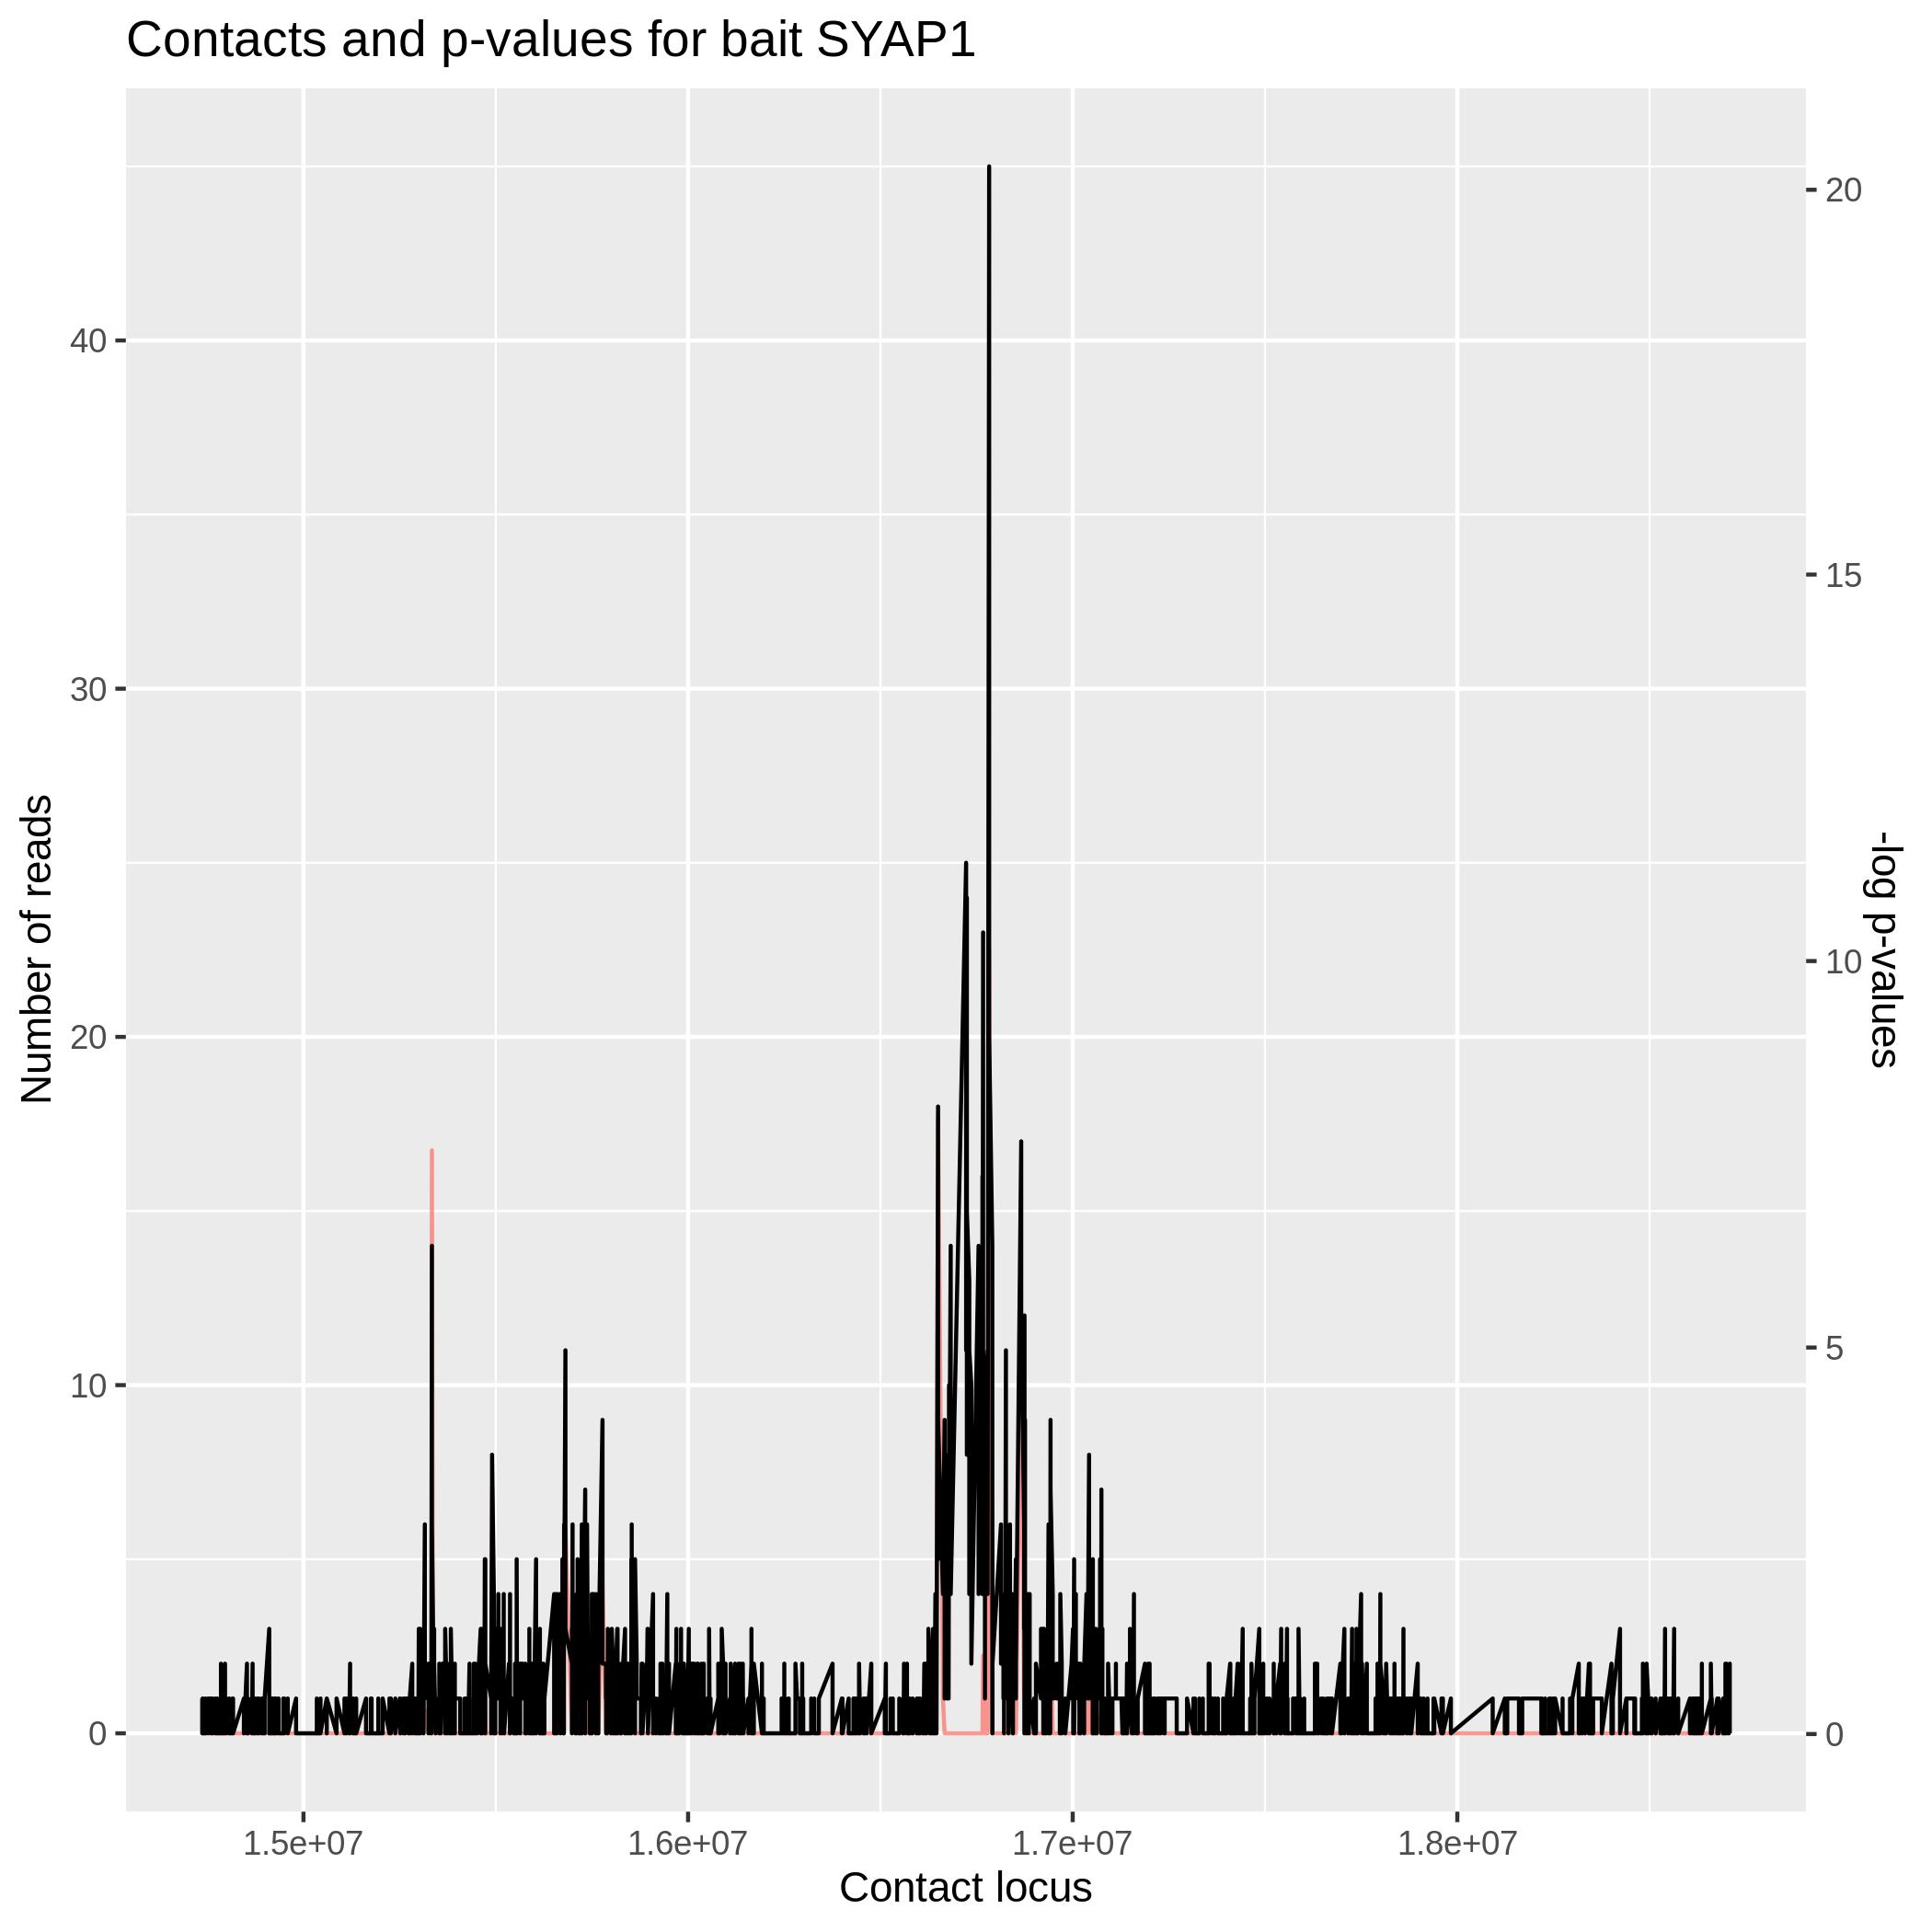 Contacts and p-values for bait SYAP1
Number of reads
40
30
20
10
0
20
15
10
5
0
-log p-values
1.5e+07
1.6e+07
1.7e+07
1.8e+07
Contact locus